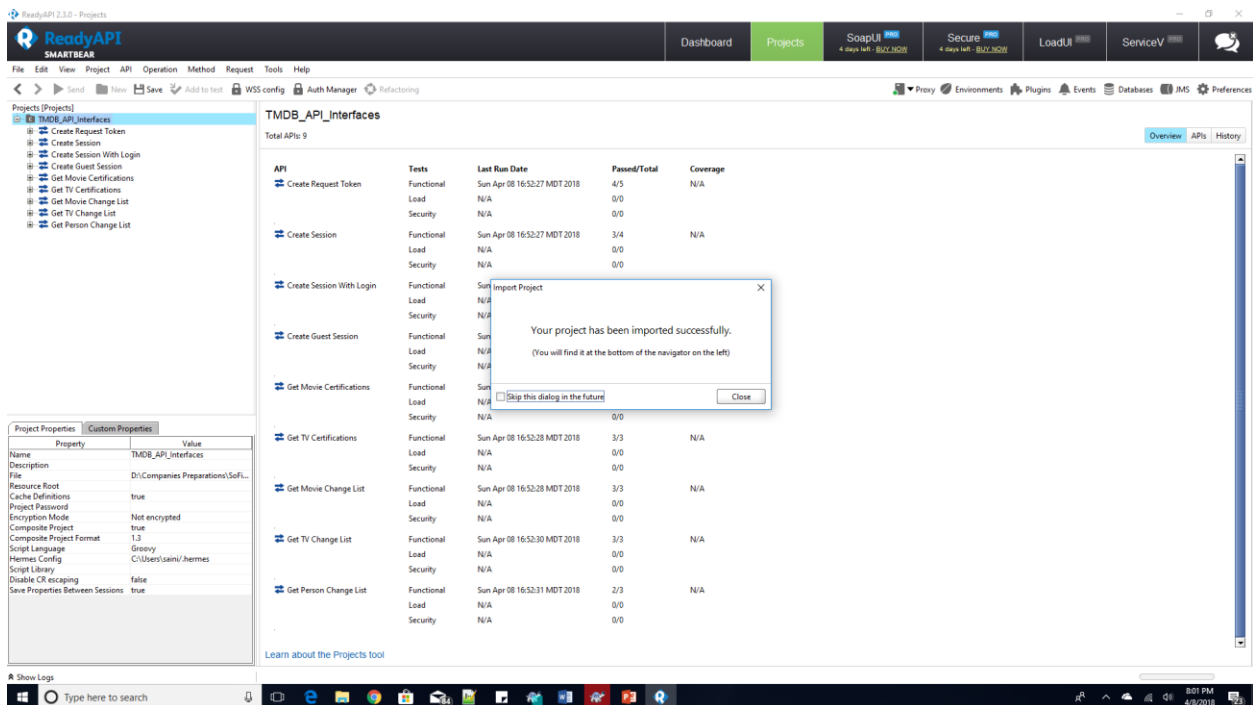 ReadyAPI 2.3.0 - Projects
ReadyAPI
SMARTBEAR
Dashboard
Projects
SoapUI PRO
4 days left - BUY NOW
Secure PRO
4 days left - BUY NOW
LoadUI PRO
ServiceV PRO
File Edit View Project API Operation Method Request Tools Help
Send New Save Add to test WSS config Auth Manager Refactoring
Proxy Environments Plugins Events Databases JMS Preferences
Projects [Projects]
TMDB_API_Interfaces
Create Request Token
Create Session
Create Session With Login
Create Guest Session
Get Movie Certifications
Get TV Certifications
Get Movie Change List
Get TV Change List
Get Person Change List
TMDB_API_Interfaces
Total APIs: 9
Overview APIs History
API Tests Last Run Date Passed/Total Coverage
Create Request Token Functional Sun Apr 08 16:52:27 MDT 2018 4/5 N/A
Load N/A 0/0
Security N/A 0/0
Create Session Functional Sun Apr 08 16:52:27 MDT 2018 3/4 N/A
Load N/A 0/0
Security N/A 0/0
Create Session With Login Functional Sun
Load N/A
Security N/A
Create Guest Session Functional Sun
Load N/A
Security N/A
Get Movie Certifications Functional Sun
Load N/A
Security N/A 0/0
Get TV Certifications Functional Sun Apr 08 16:52:28 MDT 2018 3/3 N/A
Load N/A 0/0
Security N/A 0/0
Get Movie Change List Functional Sun Apr 08 16:52:28 MDT 2018 3/3 N/A
Load N/A 0/0
Security N/A 0/0
Get TV Change List Functional Sun Apr 08 16:52:30 MDT 2018 3/3 N/A
Load N/A 0/0
Security N/A 0/0
Get Person Change List Functional Sun Apr 08 16:52:31 MDT 2018 2/3 N/A
Load N/A 0/0
Security N/A 0/0
Learn about the Projects tool
Import Project
Your project has been imported successfully.
(You will find it at the bottom of the navigator on the left)
Skip this dialog in the future
Close
Project Properties Custom Properties
Property Value
Name TMDB_API_Interfaces
Description
File D:\Companies Preparations\SoFi...
Resource Root
Cache Definitions true
Project Password
Encryption Mode Not encrypted
Composite Project true
Composite Project Format 1.3
Script Language Groovy
Hermes Config C:\Users\saini/.hermes
Script Library
Disable CR escaping false
Save Properties Between Sessions true
Show Logs
Type here to search
8:01 PM
4/8/2018